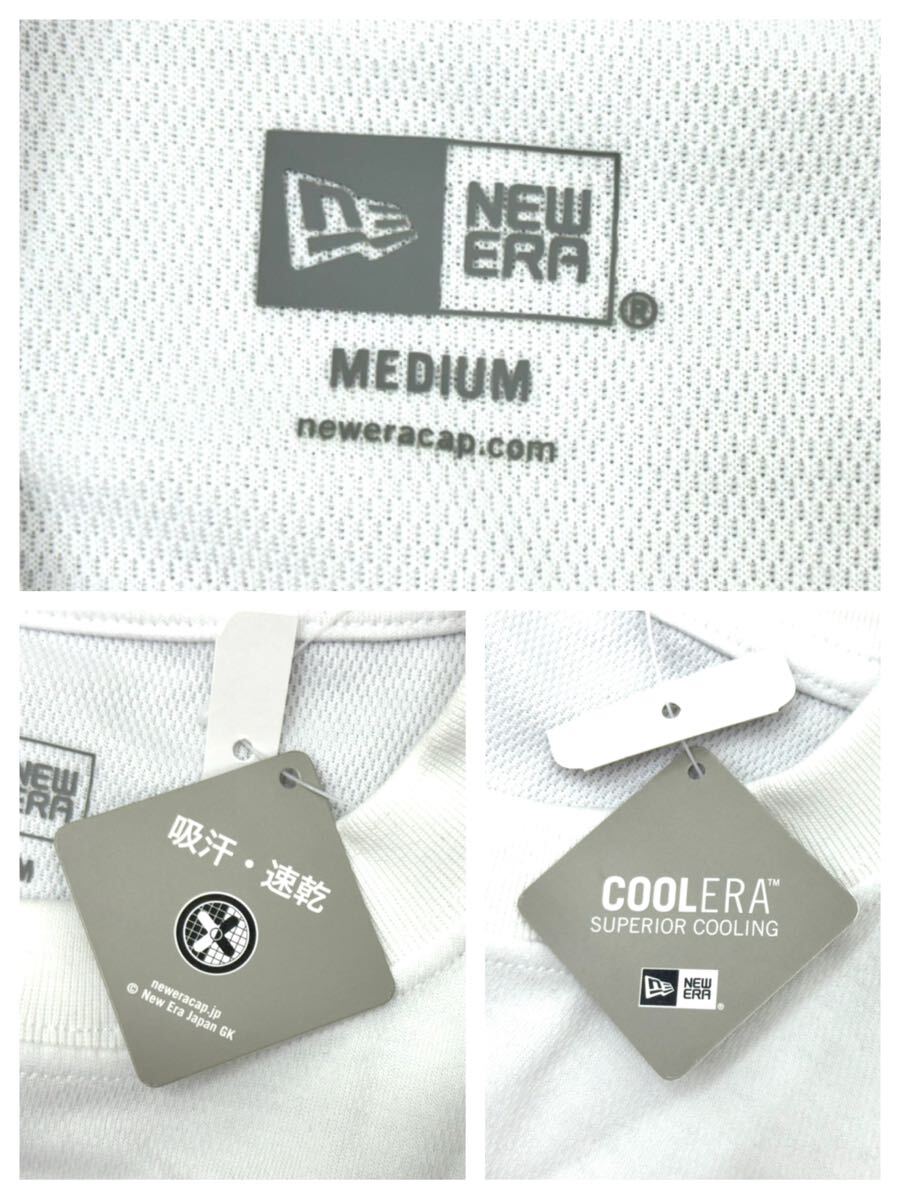 NEW
ERA
®
MEDIUM
neweracap.com
NEW
ERA
M
吸汗・速乾
neweracap.jp
© New Era Japan GK
COOLERA™
SUPERIOR COOLING
NEW
ERA
®